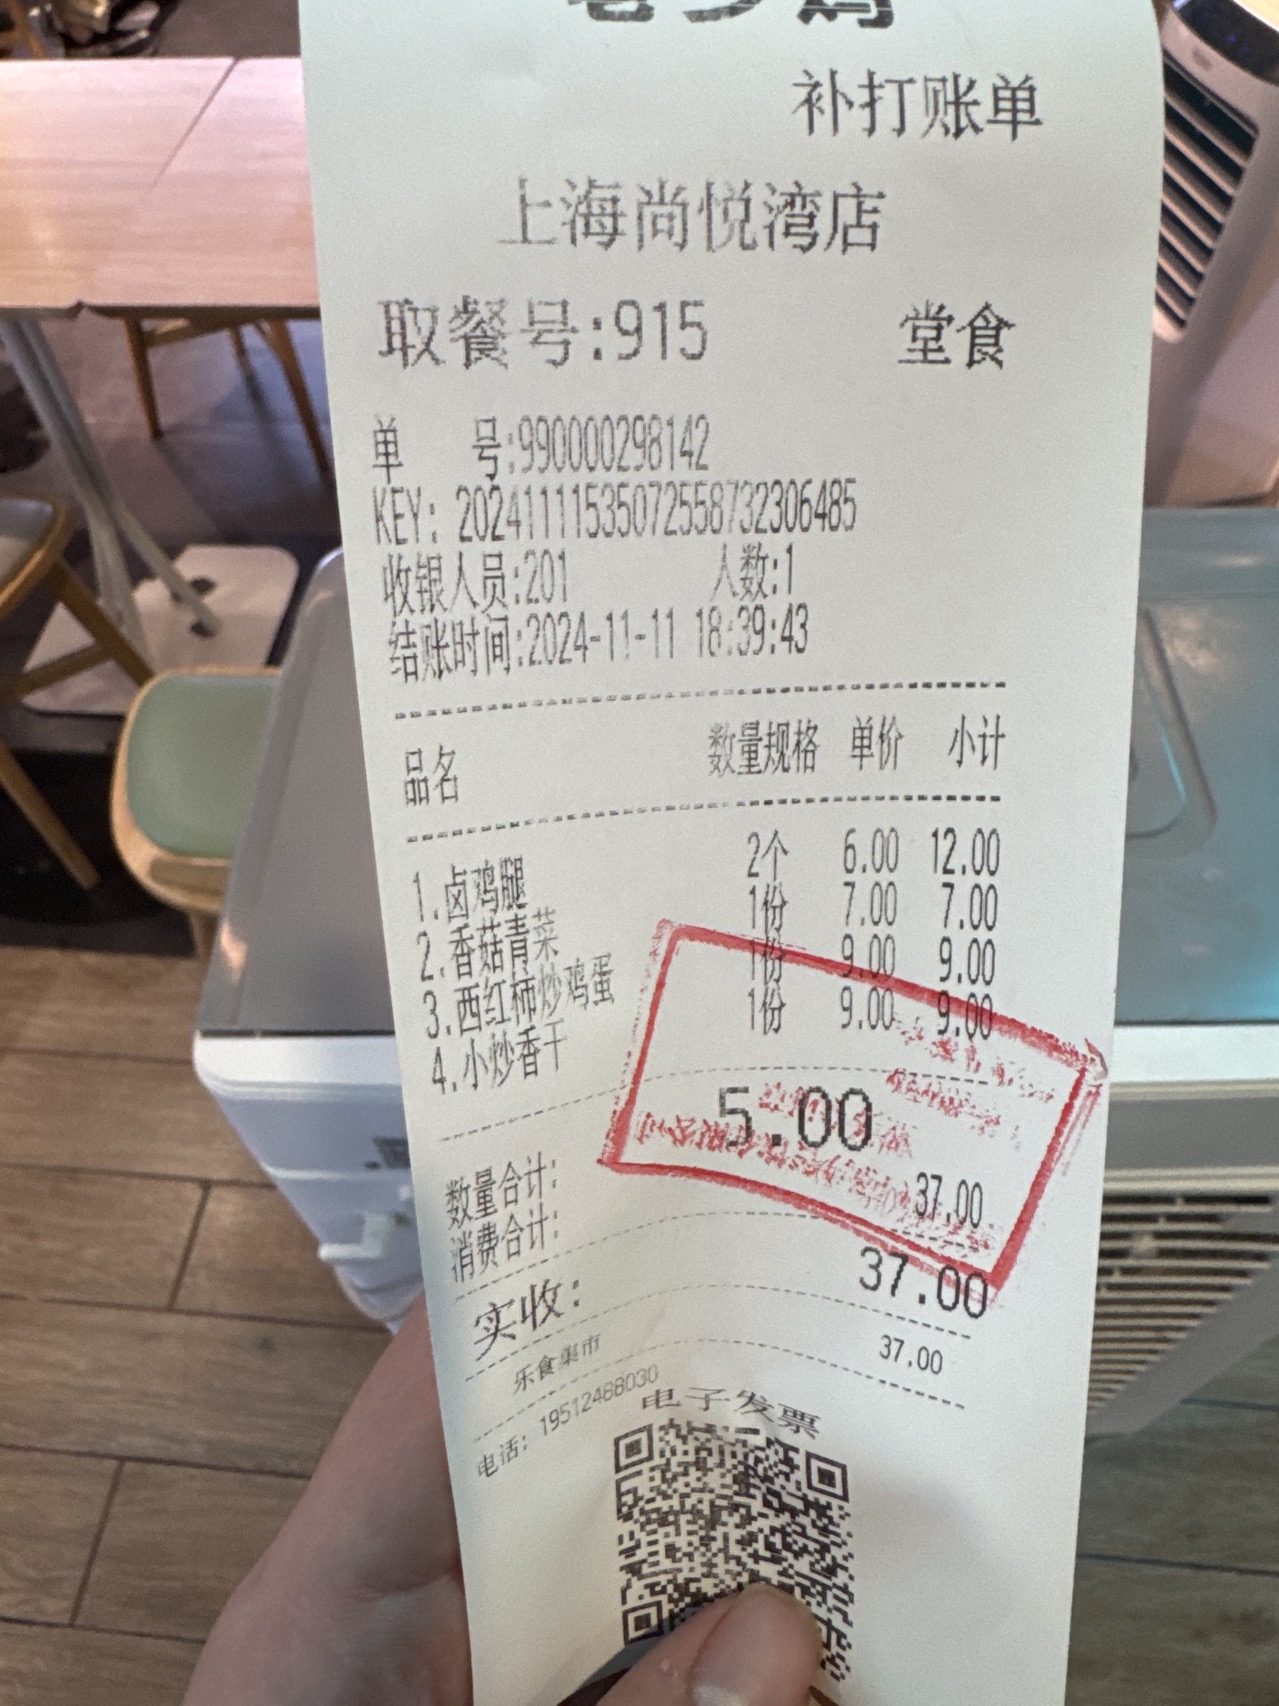 补打账单
上海尚悦湾店
取餐号:915 堂食
单 号:990000298142
KEY: 202411115350725587323​06485
收银人员:201 人数:1
结账时间:2024-11-11 18:39:43
品名 数量规格 单价 小计
1.卤鸡腿 2个 6.00 12.00
2.香菇青菜 1份 7.00 7.00
3.西红柿炒鸡蛋 1份 9.00 9.00
4.小炒香干 1份 9.00 9.00
数量合计: 5.00
消费合计: 37.00
实收: 37.00
乐食果市 37.00
电话: 19512488030
电子发票